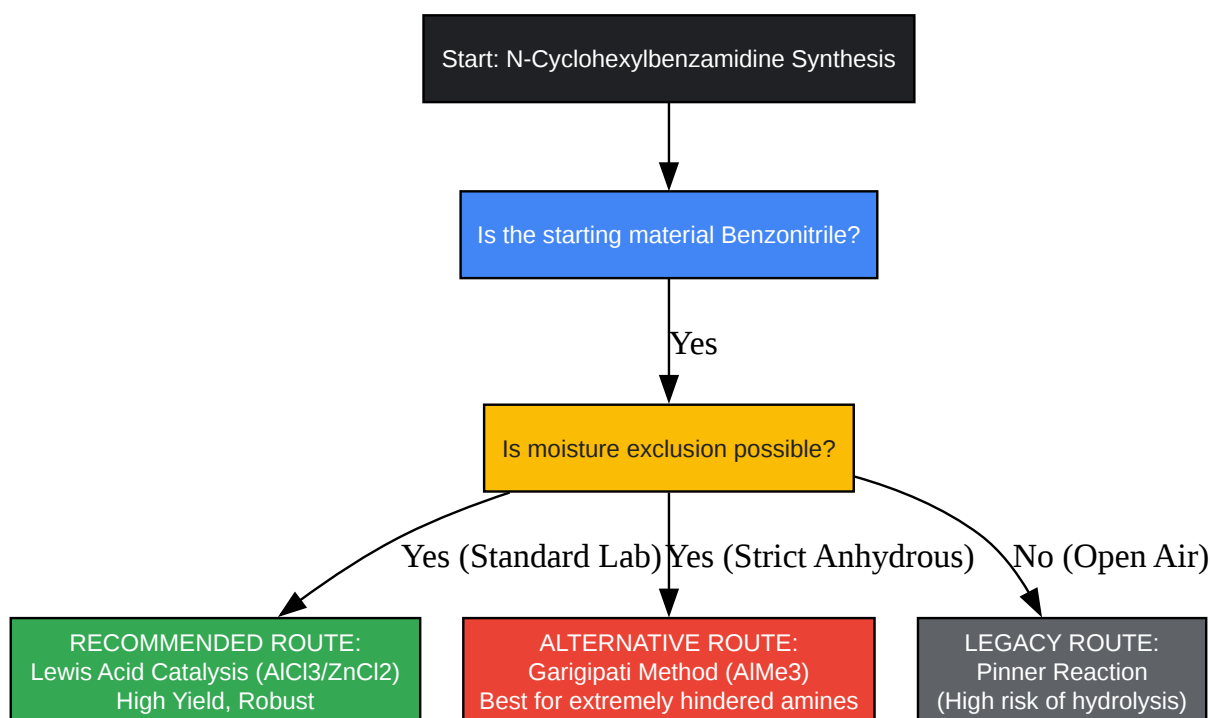 Start: N-Cyclohexylbenzamidine Synthesis
Is the starting material Benzonitrile?
Yes
Is moisture exclusion possible?
Yes (Standard Lab)
Yes (Strict Anhydrous)
No (Open Air)
RECOMMENDED ROUTE:
Lewis Acid Catalysis (AlCl3/ZnCl2)
High Yield, Robust
ALTERNATIVE ROUTE:
Garigipati Method (AlMe3)
Best for extremely hindered amines
LEGACY ROUTE:
Pinner Reaction
(High risk of hydrolysis)